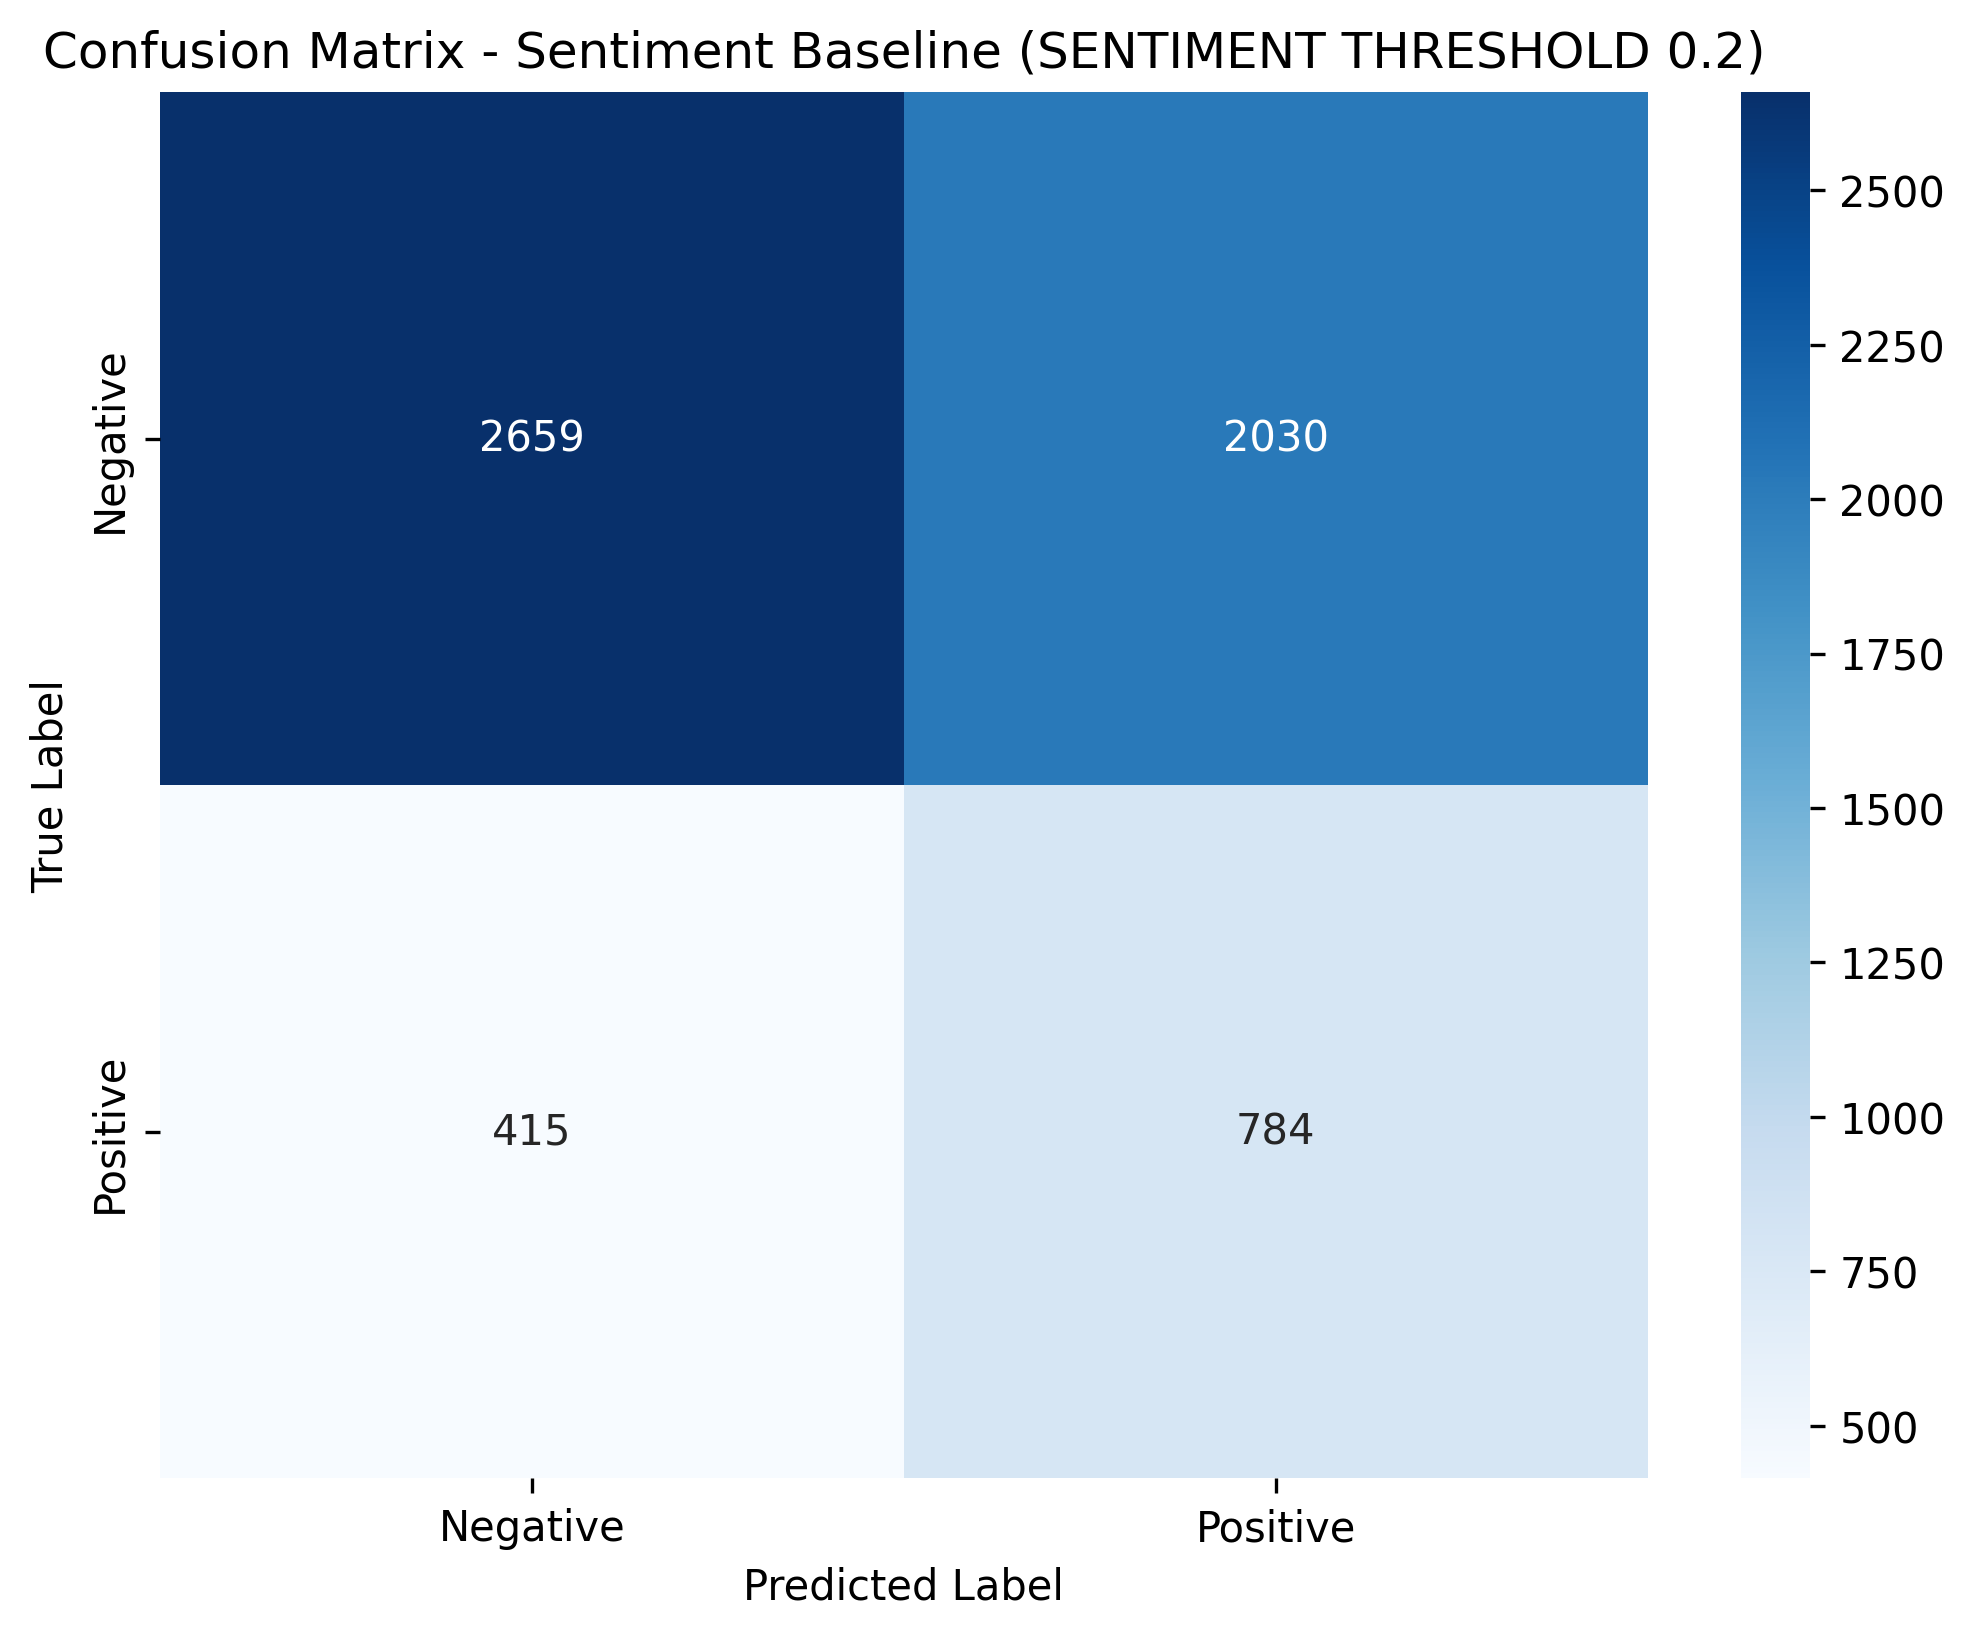 Confusion Matrix - Sentiment Baseline (SENTIMENT THRESHOLD 0.2)
True Label
Negative
2659
2030
Positive
415
784
Negative
Positive
Predicted Label
2500
2250
2000
1750
1500
1250
1000
750
500